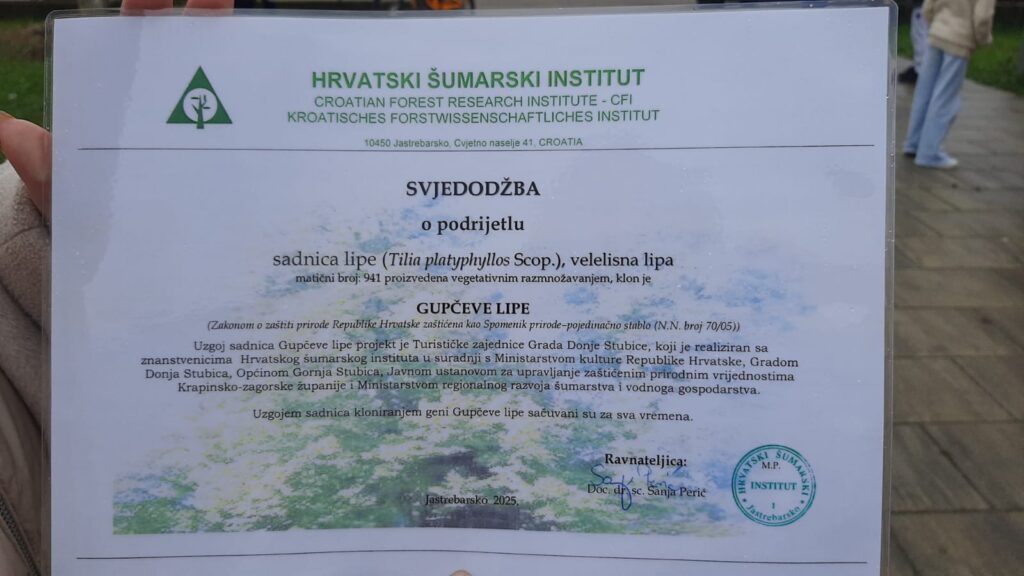 HRVATSKI ŠUMARSKI INSTITUT
CROATIAN FOREST RESEARCH INSTITUTE - CFI
KROATISCHES FORSTWISSENSCHAFTLICHES INSTITUT
10450 Jastrebarsko, Cvjetno naselje 41, CROATIA
SVJEDODŽBA
o podrijetlu
sadnica lipe (Tilia platyphyllos Scop.), velelisna lipa
matični broj: 941 proizvedena vegetativnim razmnožavanjem, klon je
GUPČEVE LIPE
(Zakonom o zaštiti prirode Republike Hrvatske zaštićena kao Spomenik prirode-pojedinačno stablo (N.N. broj 70/05))
Uzgoj sadnica Gupčeve lipe projekt je Turističke zajednice Grada Donje Stubice, koji je realiziran sa
znanstvenicima Hrvatskog šumarskog instituta u suradnji s Ministarstvom kulture Republike Hrvatske, Gradom
Donja Stubica, Općinom Gornja Stubica, Javnom ustanovom za upravljanje zaštićenim prirodnim vrijednostima
Krapinsko-zagorske županije i Ministarstvom regionalnog razvoja šumarstva i vodnoga gospodarstva.
Uzgojem sadnica kloniranjem geni Gupčeve lipe sačuvani su za sva vremena.
Ravnateljica:
Doc. dr. sc. Sanja Perić
Jastrebarsko, 2025.
M.P.
HRVATSKI ŠUMARSKI
INSTITUT
1
Jastrebarsko